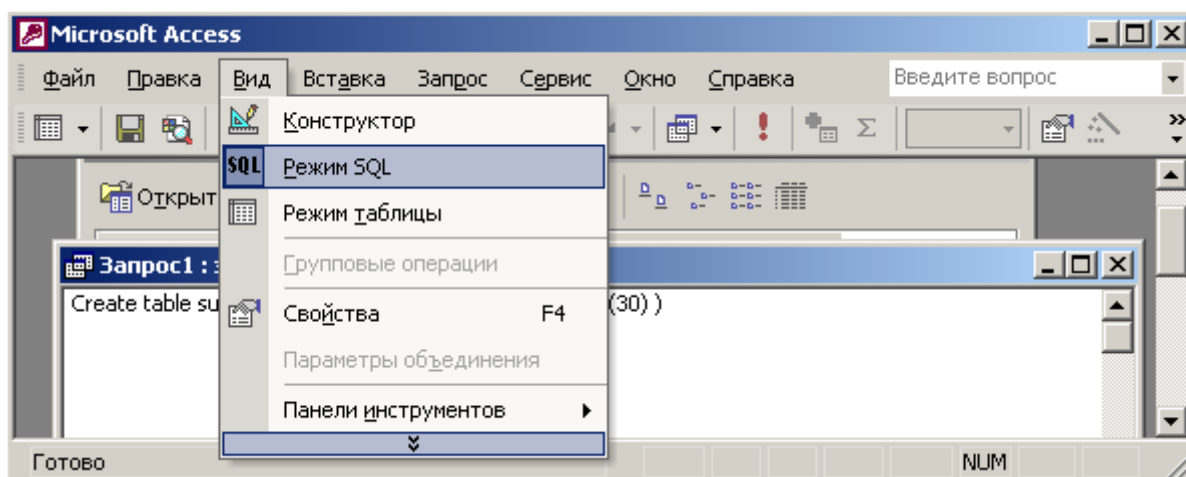 Microsoft Access
Файл Правка Вид Вставка Запрос Сервис Окно Справка Введите вопрос
Конструктор
SQL Режим SQL
Открыт
Режим таблицы
Групповые операции
Запрос1 :
Create table (30) )
Свойства F4
Параметры объединения
Панели инструментов
Готово NUM